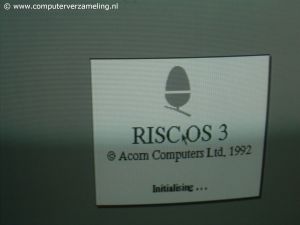 © www.computerverzameling.nl
RISC OS 3
© Acorn Computers Ltd, 1992
Initialising . . .